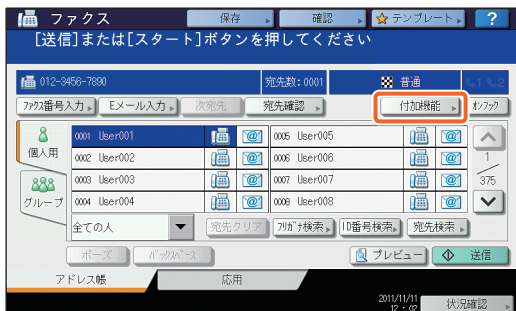 ファクス 保存 確認 テンプレート ?
[送信]または[スタート]ボタンを押してください
012-3456-7890 宛先数:0001 普通 1 2
ファクス番号入力 Eメール入力 次宛先 宛先確認 付加機能 オンフック
個人用
グループ
0001 User001 0005 User005
0002 User002 0006 User006
0003 User003 0007 User007
0004 User004 0008 User008
1
375
全ての人 宛先クリア フリガナ検索 ID番号検索 宛先検索
ポーズ バックスペース プレビュー 送信
アドレス帳 応用
2011/11/11
12:02 状況確認